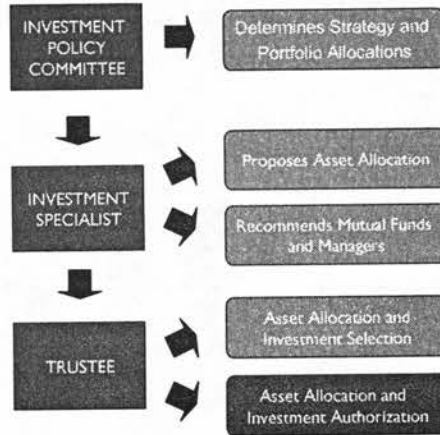 INVESTMENT
POLICY
COMMITTEE
Determines Strategy and
Portfolio Allocations
INVESTMENT
SPECIALIST
Proposes Asset Allocation
Recommends Mutual Funds
and Managers
TRUSTEE
Asset Allocation and
Investment Selection
Asset Allocation and
Investment Authorization